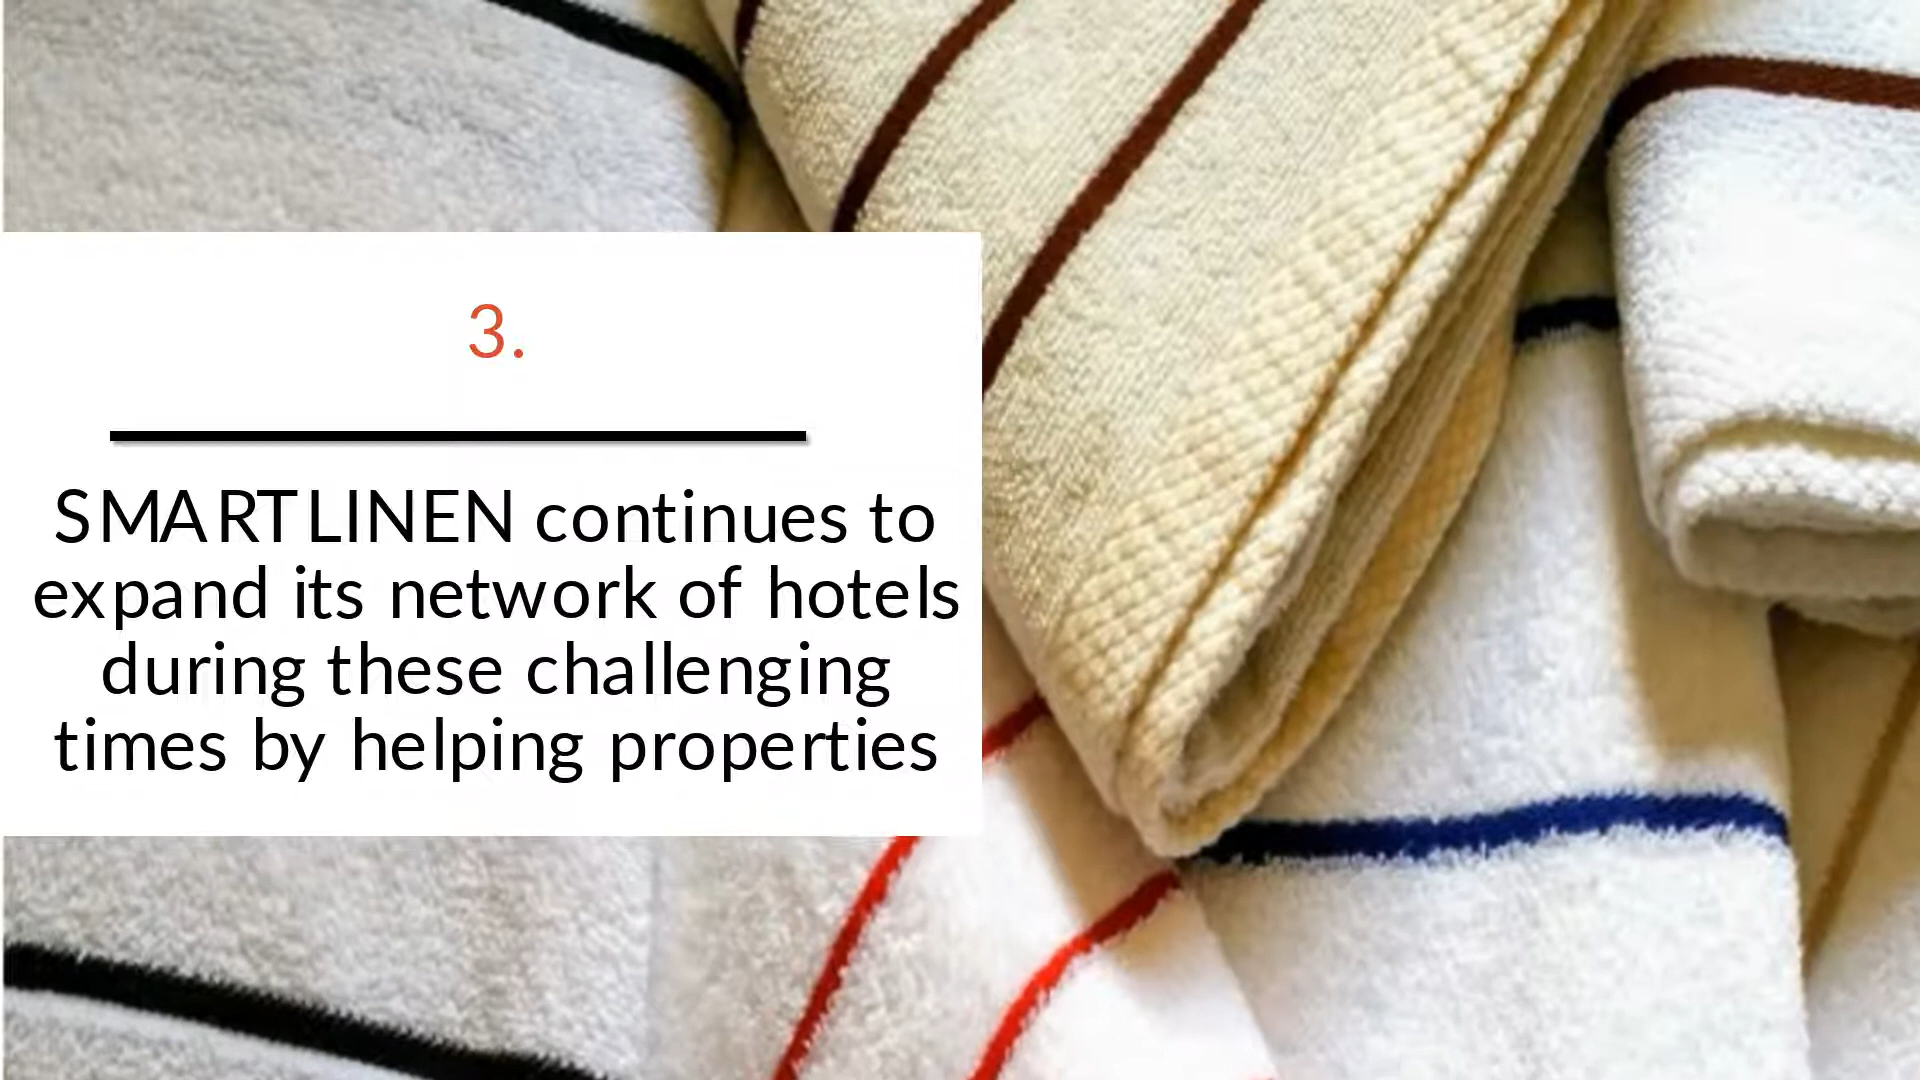 3.
SMARTLINEN continues to
expand its network of hotels
during these challenging
times by helping properties